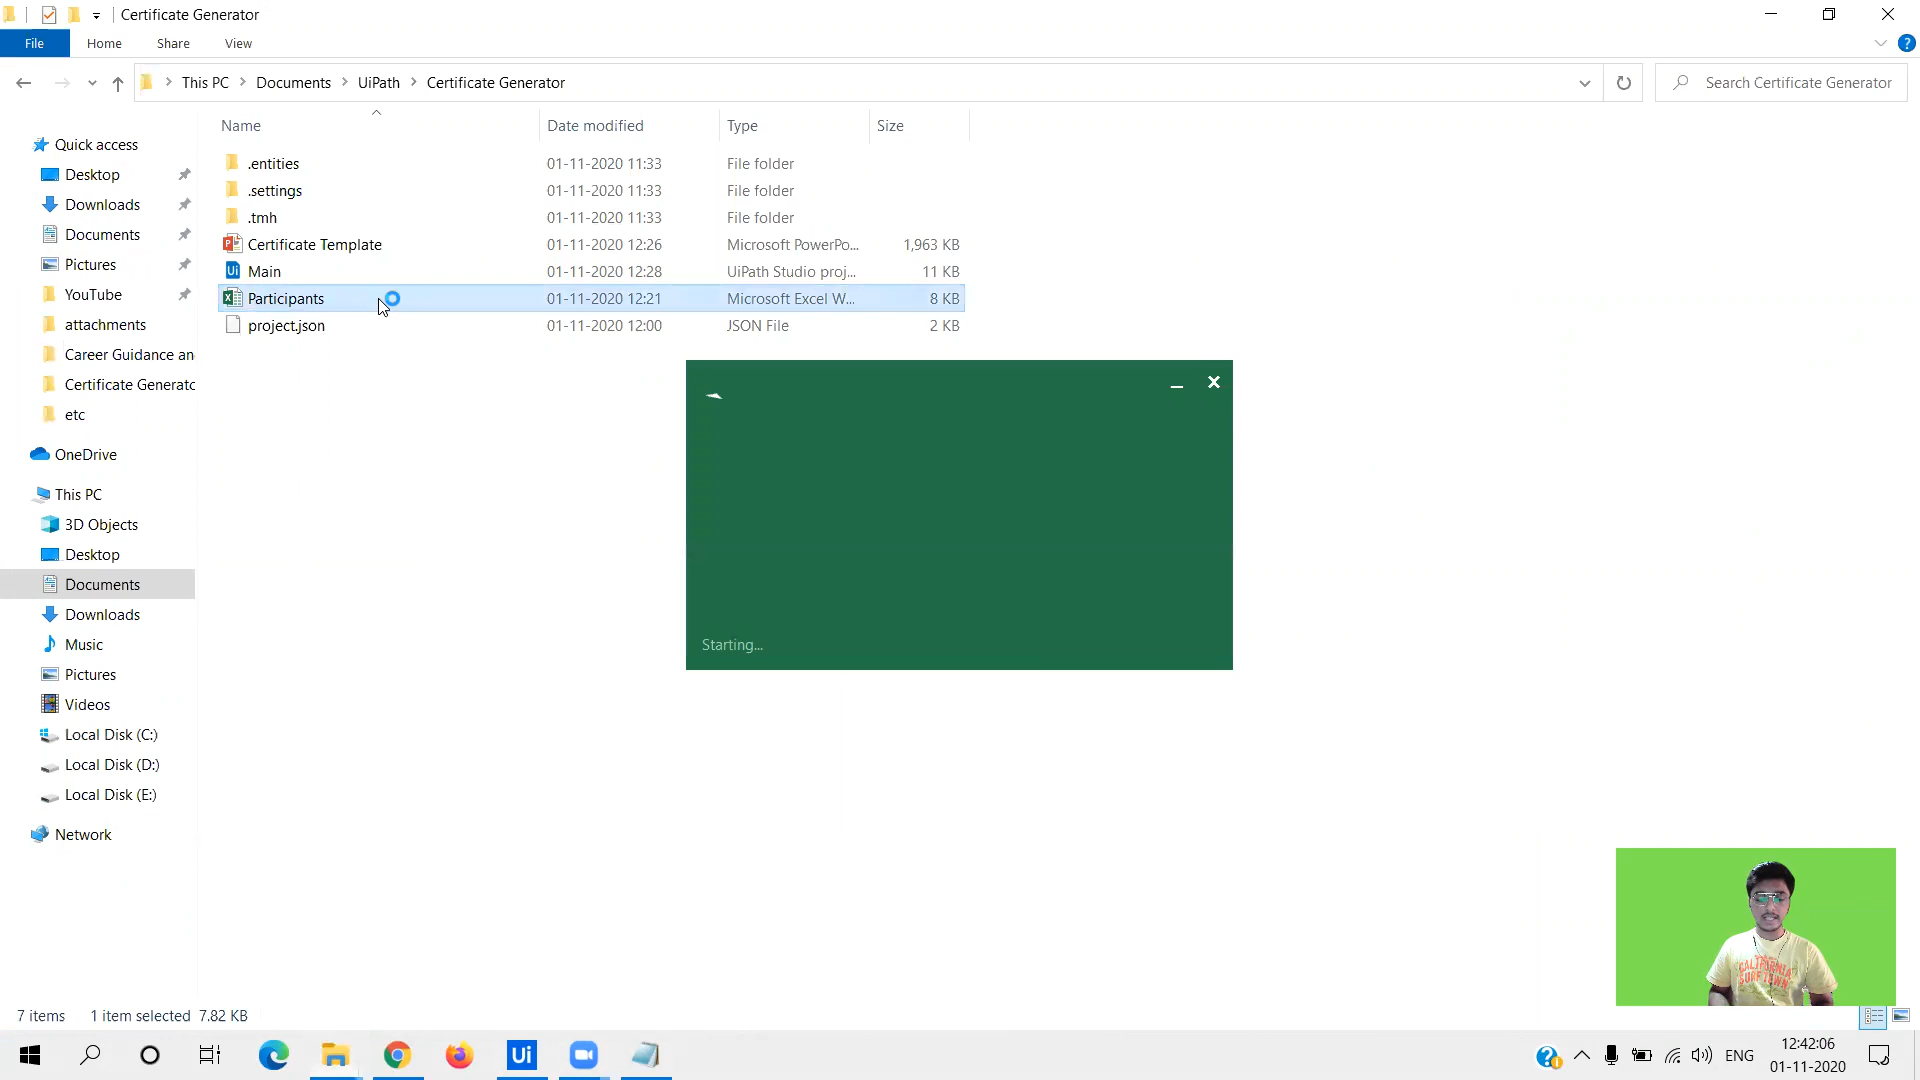 Certificate Generator
File Home Share View
This PC Documents UiPath Certificate Generator Search Certificate Generator
Name Date modified Type Size
Quick access
Desktop
Downloads
Documents
Pictures
YouTube
attachments
Career Guidance an
Certificate Generato
etc
OneDrive
This PC
3D Objects
Desktop
Documents
Downloads
Music
Pictures
Videos
Local Disk (C:)
Local Disk (D:)
Local Disk (E:)
Network
.entities 01-11-2020 11:33 File folder
.settings 01-11-2020 11:33 File folder
.tmh 01-11-2020 11:33 File folder
Certificate Template 01-11-2020 12:26 Microsoft PowerPo... 1,963 KB
Main 01-11-2020 12:28 UiPath Studio proj... 11 KB
Participants 01-11-2020 12:21 Microsoft Excel W... 8 KB
project.json 01-11-2020 12:00 JSON File 2 KB
Starting...
CALIFORNIA
SURF TOWN
7 items 1 item selected 7.82 KB
Ui
ENG
12:42:06
01-11-2020